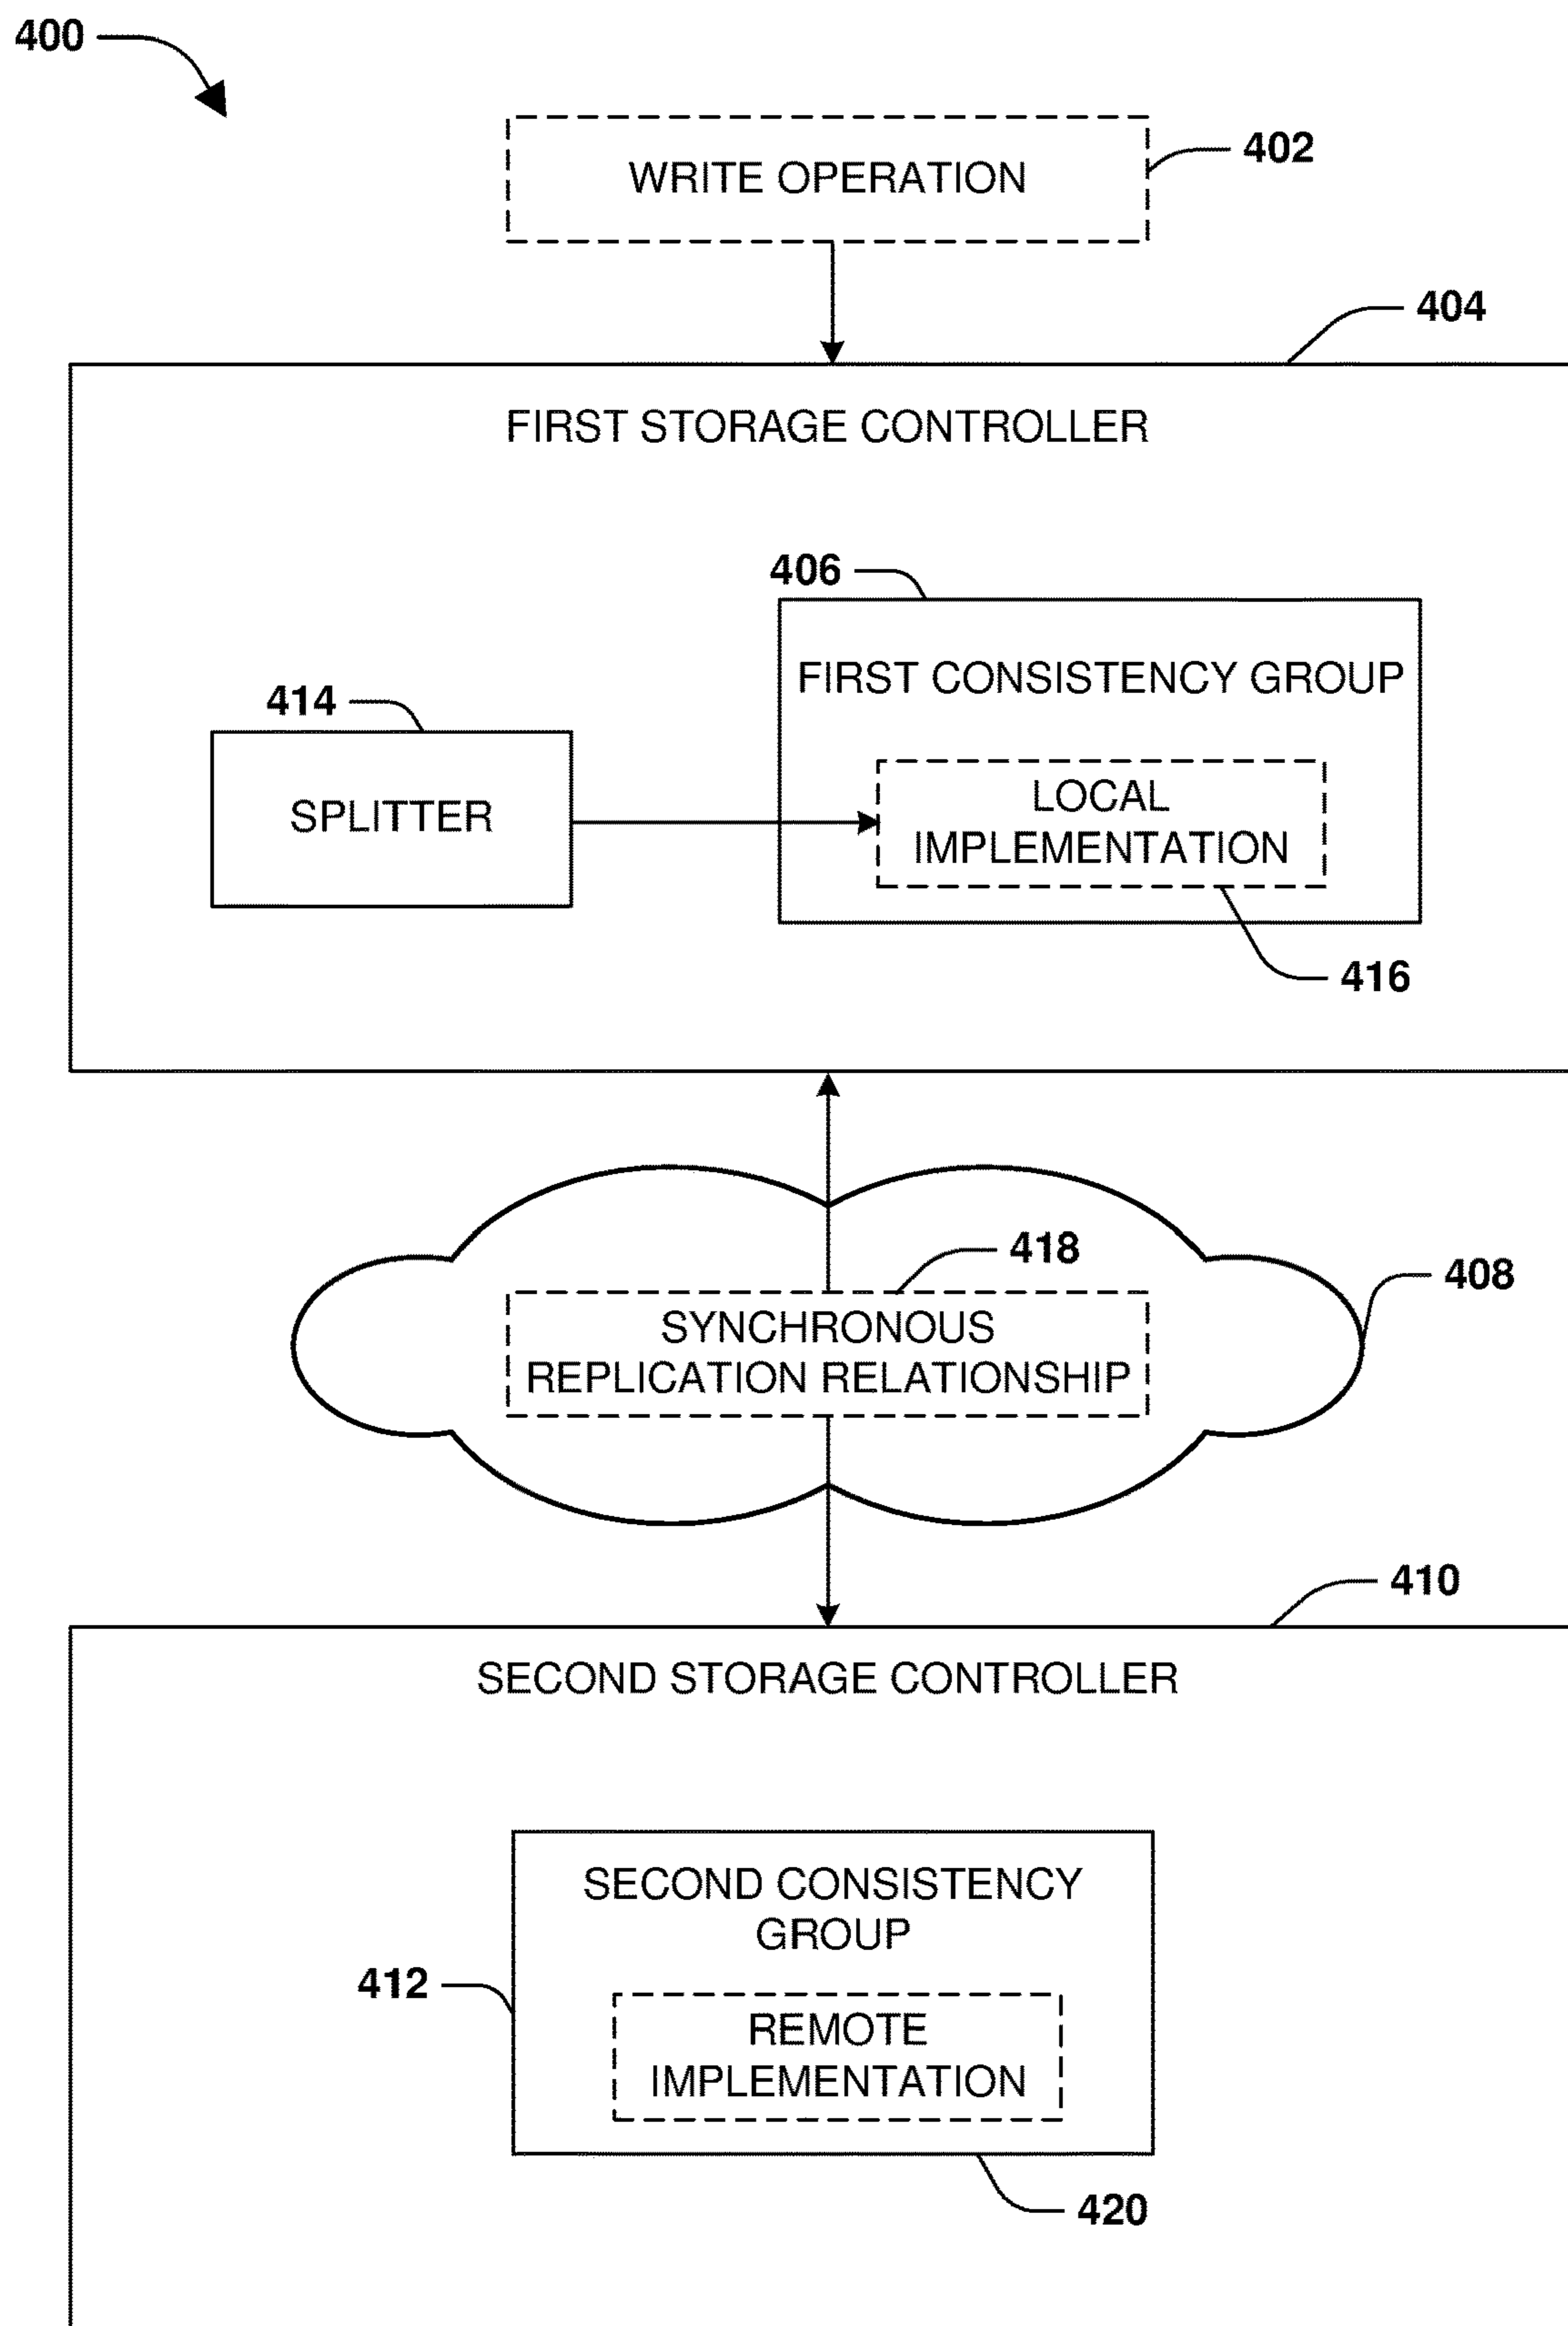 400
WRITE OPERATION
402
404
FIRST STORAGE CONTROLLER
406
FIRST CONSISTENCY GROUP
414
SPLITTER
LOCAL
IMPLEMENTATION
416
418
408
SYNCHRONOUS
REPLICATION RELATIONSHIP
410
SECOND STORAGE CONTROLLER
SECOND CONSISTENCY
GROUP
412
REMOTE
IMPLEMENTATION
420